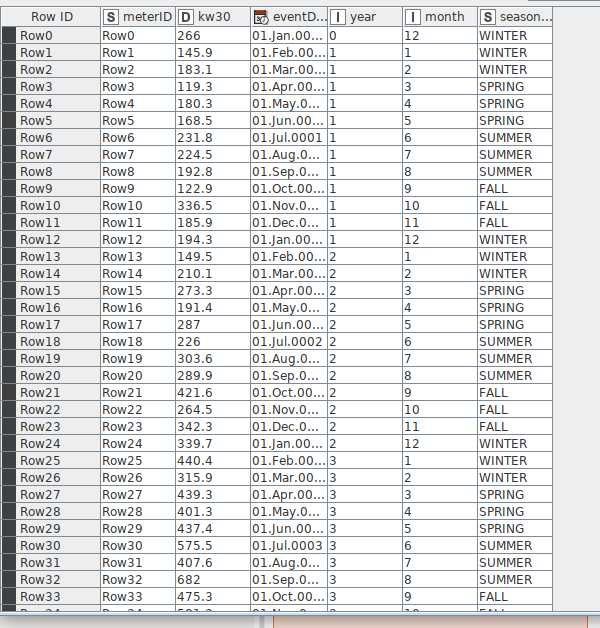 Row ID S meterID D kw30 eventD... I year I month S season...
Row0 Row0 266 01.Jan.00... 0 12 WINTER
Row1 Row1 145.9 01.Feb.00... 1 1 WINTER
Row2 Row2 183.1 01.Mar.00... 1 2 WINTER
Row3 Row3 119.3 01.Apr.00... 1 3 SPRING
Row4 Row4 180.3 01.May.0... 1 4 SPRING
Row5 Row5 168.5 01.Jun.00... 1 5 SPRING
Row6 Row6 231.8 01.Jul.0001 1 6 SUMMER
Row7 Row7 224.5 01.Aug.0... 1 7 SUMMER
Row8 Row8 192.8 01.Sep.0... 1 8 SUMMER
Row9 Row9 122.9 01.Oct.00... 1 9 FALL
Row10 Row10 336.5 01.Nov.0... 1 10 FALL
Row11 Row11 185.9 01.Dec.0... 1 11 FALL
Row12 Row12 194.3 01.Jan.00... 1 12 WINTER
Row13 Row13 149.5 01.Feb.00... 2 1 WINTER
Row14 Row14 210.1 01.Mar.00... 2 2 WINTER
Row15 Row15 273.3 01.Apr.00... 2 3 SPRING
Row16 Row16 191.4 01.May.0... 2 4 SPRING
Row17 Row17 287 01.Jun.00... 2 5 SPRING
Row18 Row18 226 01.Jul.0002 2 6 SUMMER
Row19 Row19 303.6 01.Aug.0... 2 7 SUMMER
Row20 Row20 289.9 01.Sep.0... 2 8 SUMMER
Row21 Row21 421.6 01.Oct.00... 2 9 FALL
Row22 Row22 264.5 01.Nov.0... 2 10 FALL
Row23 Row23 342.3 01.Dec.0... 2 11 FALL
Row24 Row24 339.7 01.Jan.00... 2 12 WINTER
Row25 Row25 440.4 01.Feb.00... 3 1 WINTER
Row26 Row26 315.9 01.Mar.00... 3 2 WINTER
Row27 Row27 439.3 01.Apr.00... 3 3 SPRING
Row28 Row28 401.3 01.May.0... 3 4 SPRING
Row29 Row29 437.4 01.Jun.00... 3 5 SPRING
Row30 Row30 575.5 01.Jul.0003 3 6 SUMMER
Row31 Row31 407.6 01.Aug.0... 3 7 SUMMER
Row32 Row32 682 01.Sep.0... 3 8 SUMMER
Row33 Row33 475.3 01.Oct.00... 3 9 FALL